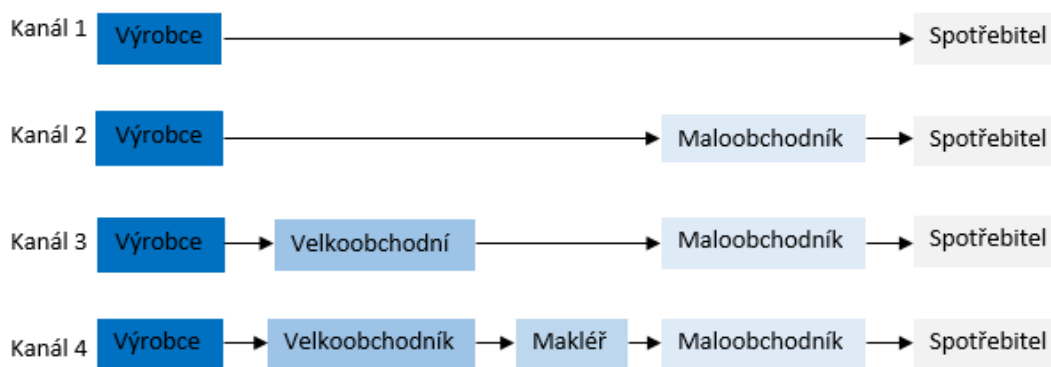 Kanál 1 Výrobce Spotřebitel
Kanál 2 Výrobce Maloobchodník Spotřebitel
Kanál 3 Výrobce Velkoobchodní Maloobchodník Spotřebitel
Kanál 4 Výrobce Velkoobchodník Makléř Maloobchodník Spotřebitel